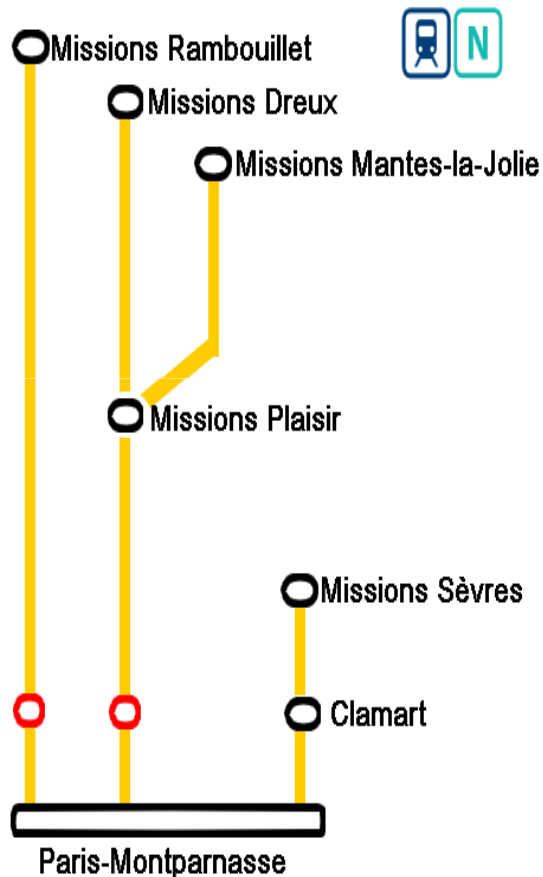 Missions Rambouillet
N
Missions Dreux
Missions Mantes-la-Jolie
Missions Plaisir
Missions Sèvres
Clamart
Paris-Montparnasse